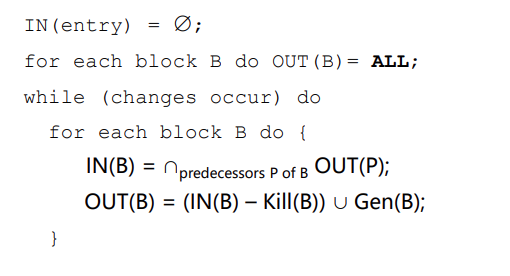 IN(entry) = ∅;
for each block B do OUT(B)= ALL;
while (changes occur) do
for each block B do {
IN(B) = ∩predecessors P of B OUT(P);
OUT(B) = (IN(B) – Kill(B)) ∪ Gen(B);
}